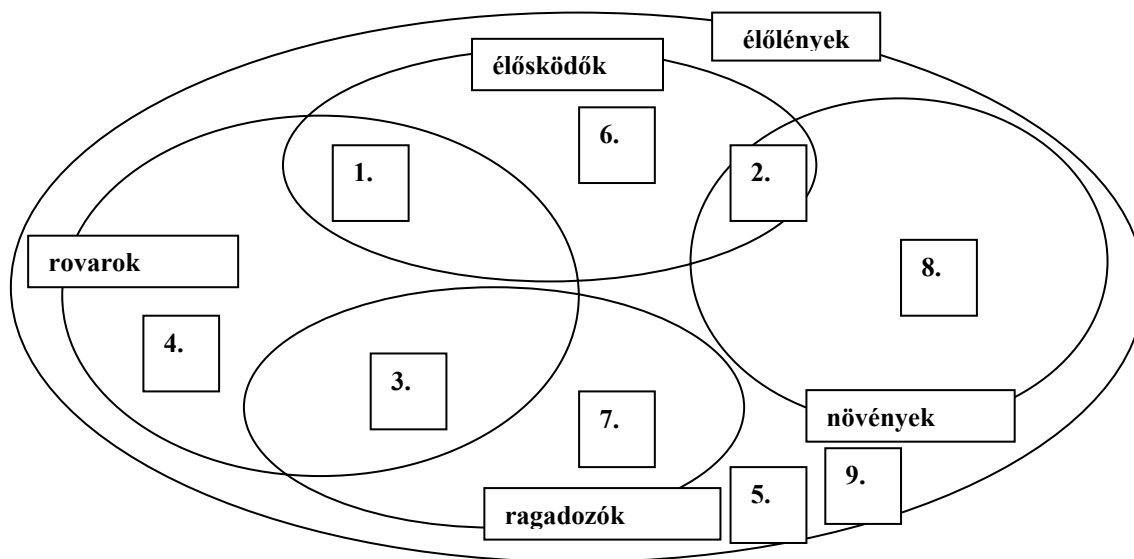 élőlények
élősködők
6.
1.
2.
rovarok
8.
4.
3.
7.
növények
9.
5.
ragadozók